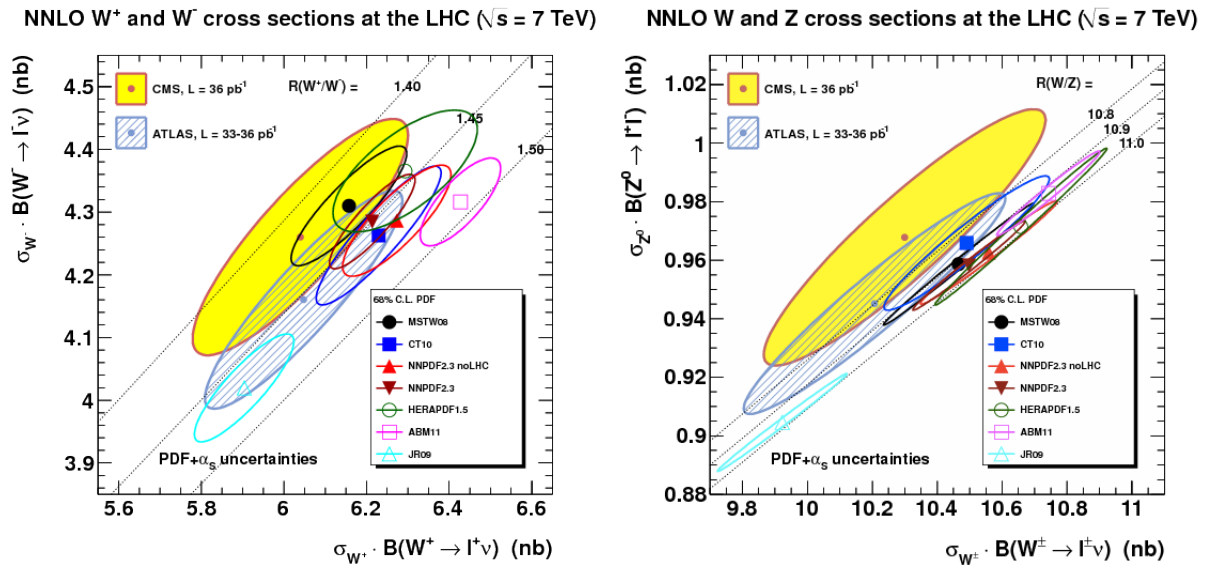 NNLO W⁺ and W⁻ cross sections at the LHC (√s = 7 TeV)
σ_W⁻ · B(W⁻ → l⁻ν) (nb)
4.5
4.4
4.3
4.2
4.1
4
3.9
CMS, L = 36 pb⁻¹
ATLAS, L = 33-36 pb⁻¹
R(W⁺/W⁻) =
1.40
1.45
1.50
68% C.L. PDF
MSTW08
CT10
NNPDF2.3 noLHC
NNPDF2.3
HERAPDF1.5
ABM11
JR09
PDF+α_S uncertainties
5.6 5.8 6 6.2 6.4 6.6
σ_W⁺ · B(W⁺ → l⁺ν) (nb)
NNLO W and Z cross sections at the LHC (√s = 7 TeV)
σ_Z⁰ · B(Z⁰ → l⁺l⁻) (nb)
1.02
1
0.98
0.96
0.94
0.92
0.9
0.88
CMS, L = 36 pb⁻¹
ATLAS, L = 33-36 pb⁻¹
R(W/Z) =
10.8
10.9
11.0
68% C.L. PDF
MSTW08
CT10
NNPDF2.3 noLHC
NNPDF2.3
HERAPDF1.5
ABM11
JR09
PDF+α_S uncertainties
9.8 10 10.2 10.4 10.6 10.8 11
σ_W± · B(W± → l±ν) (nb)